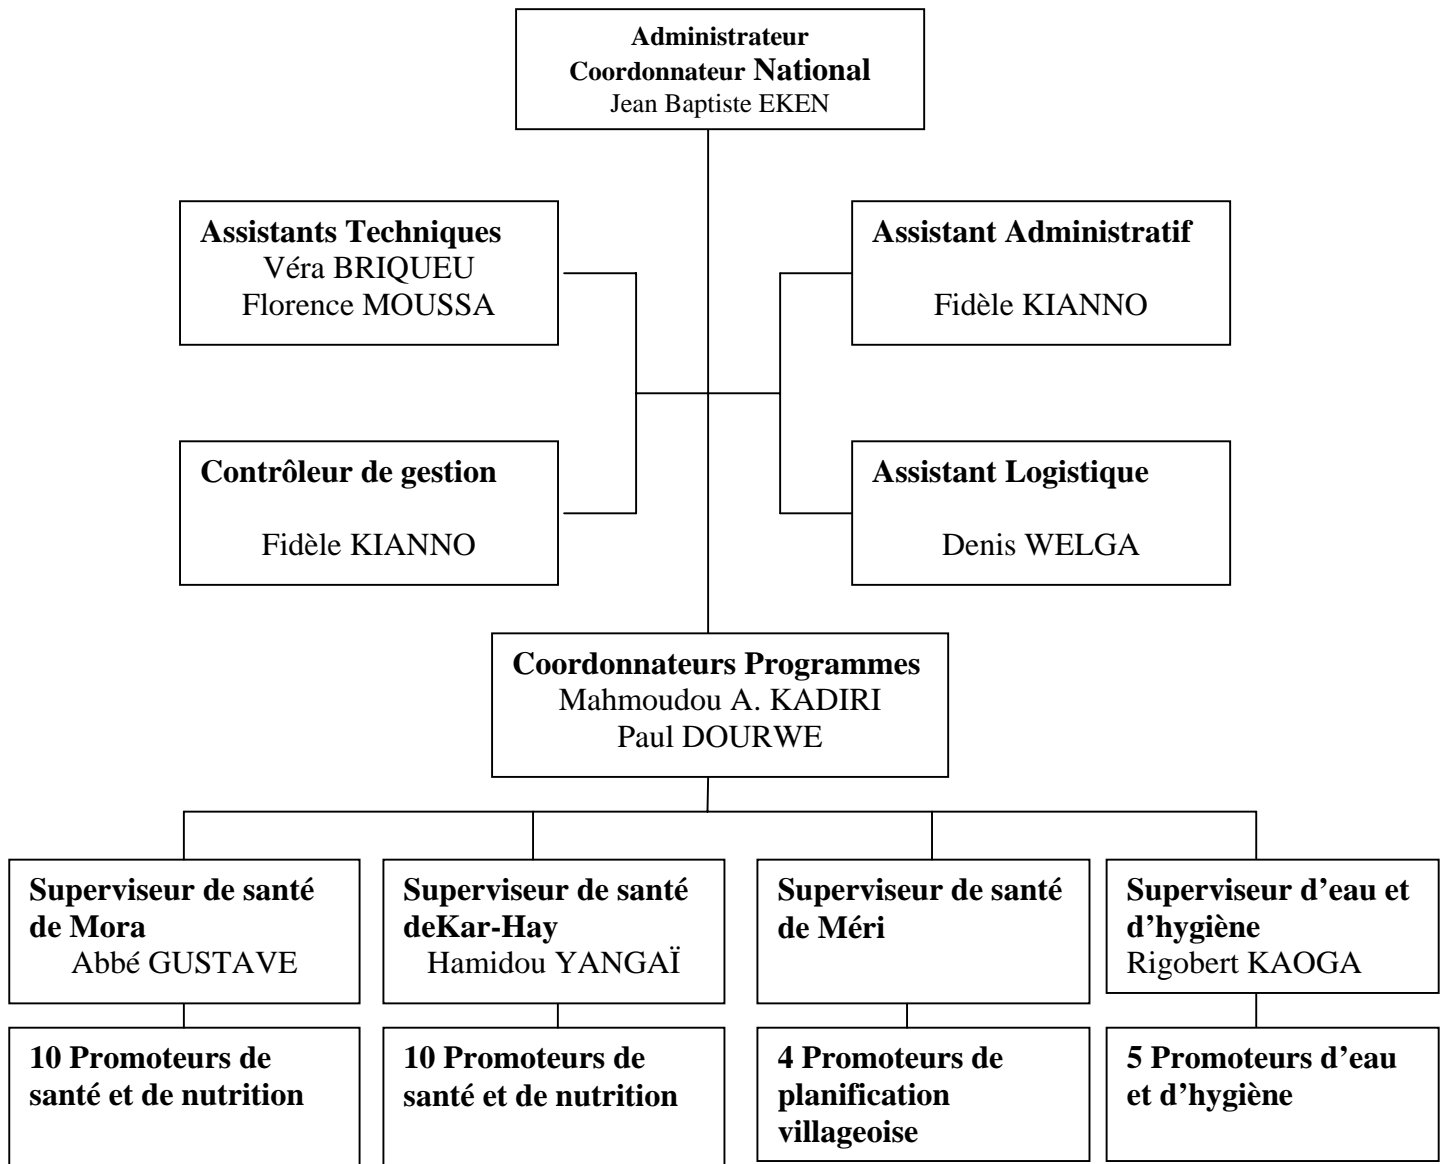 Administrateur
Coordonnateur National
Jean Baptiste EKEN
Assistants Techniques
Véra BRIQUEU
Florence MOUSSA
Assistant Administratif
Fidèle KIANNO
Contrôleur de gestion
Fidèle KIANNO
Assistant Logistique
Denis WELGA
Coordonnateurs Programmes
Mahmoudou A. KADIRI
Paul DOURWE
Superviseur de santé
de Mora
Abbé GUSTAVE
Superviseur de santé
deKar-Hay
Hamidou YANGAÏ
Superviseur de santé
de Méri
Superviseur d’eau et
d’hygiène
Rigobert KAOGA
10 Promoteurs de
santé et de nutrition
10 Promoteurs de
santé et de nutrition
4 Promoteurs de
planification
villageoise
5 Promoteurs d’eau
et d’hygiène